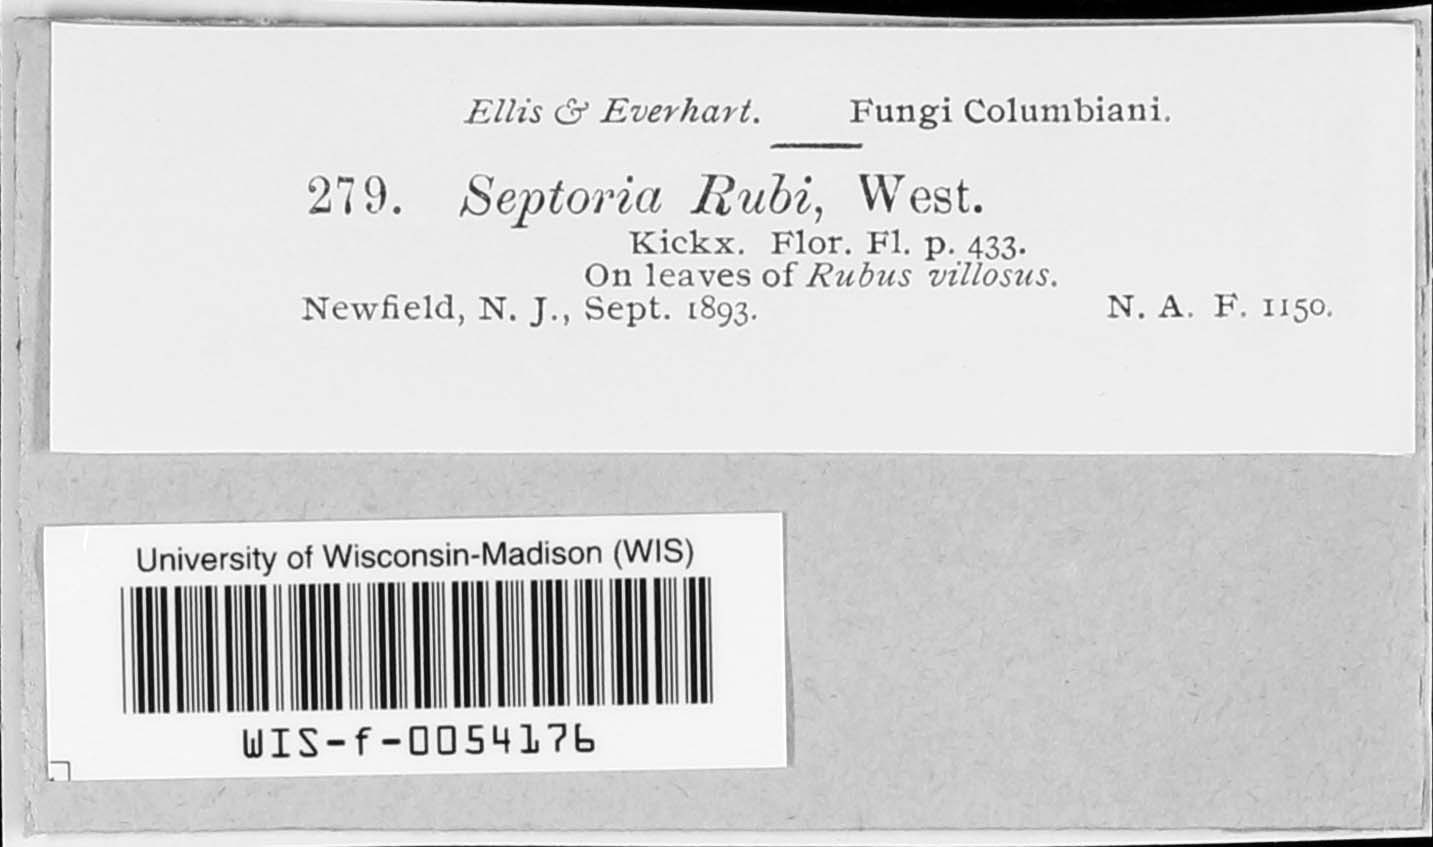 Ellis & Everhart. Fungi Columbiani.
279. Septoria Rubi, West.
Kickx. Flor. Fl. p. 433.
On leaves of Rubus villosus.
Newfield, N. J., Sept. 1893. N. A. F. 1150.
University of Wisconsin-Madison (WIS)
WIS-f-0054176